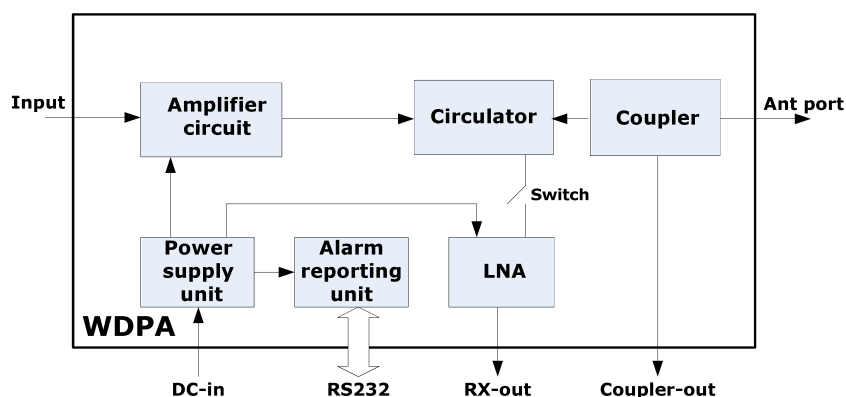 Input
Amplifier
circuit
Circulator
Coupler
Ant port
Switch
Power
supply
unit
Alarm
reporting
unit
LNA
WDPA
DC-in
RS232
RX-out
Coupler-out